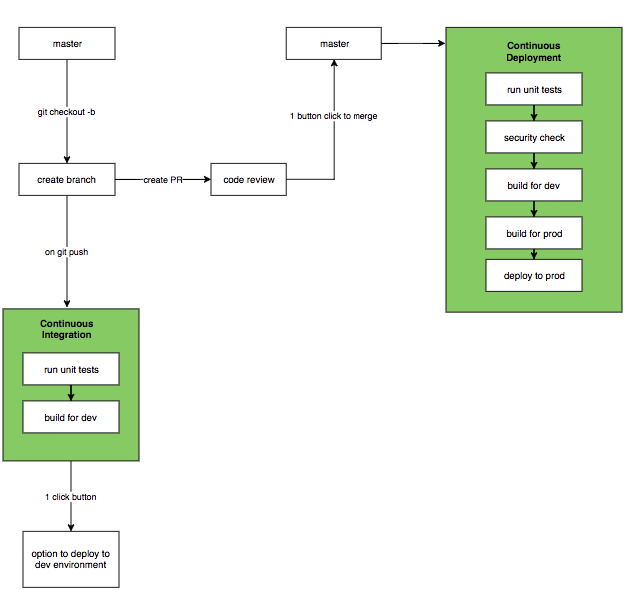 master
master
Continuous
Deployment
run unit tests
git checkout -b
1 button click to merge
security check
create branch
create PR
code review
build for dev
build for prod
on git push
deploy to prod
Continuous
Integration
run unit tests
build for dev
1 click button
option to deploy to
dev environment